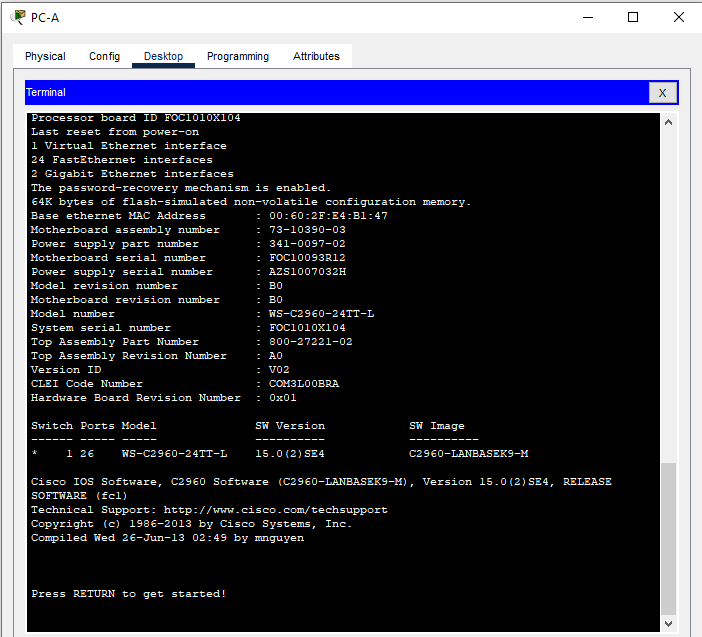 PC-A
Physical Config Desktop Programming Attributes
Terminal X
Processor board ID FOC1010X104
Last reset from power-on
1 Virtual Ethernet interface
24 FastEthernet interfaces
2 Gigabit Ethernet interfaces
The password-recovery mechanism is enabled.
64K bytes of flash-simulated non-volatile configuration memory.
Base ethernet MAC Address : 00:60:2F:E4:B1:47
Motherboard assembly number : 73-10390-03
Power supply part number : 341-0097-02
Motherboard serial number : FOC10093R12
Power supply serial number : AZS1007032H
Model revision number : B0
Motherboard revision number : B0
Model number : WS-C2960-24TT-L
System serial number : FOC1010X104
Top Assembly Part Number : 800-27221-02
Top Assembly Revision Number : A0
Version ID : V02
CLEI Code Number : COM3L00BRA
Hardware Board Revision Number : 0x01
Switch Ports Model SW Version SW Image
------ ----- ----- ---------- ----------
* 1 26 WS-C2960-24TT-L 15.0(2)SE4 C2960-LANBASEK9-M
Cisco IOS Software, C2960 Software (C2960-LANBASEK9-M), Version 15.0(2)SE4, RELEASE
SOFTWARE (fc1)
Technical Support: http://www.cisco.com/techsupport
Copyright (c) 1986-2013 by Cisco Systems, Inc.
Compiled Wed 26-Jun-13 02:49 by mnguyen
Press RETURN to get started!